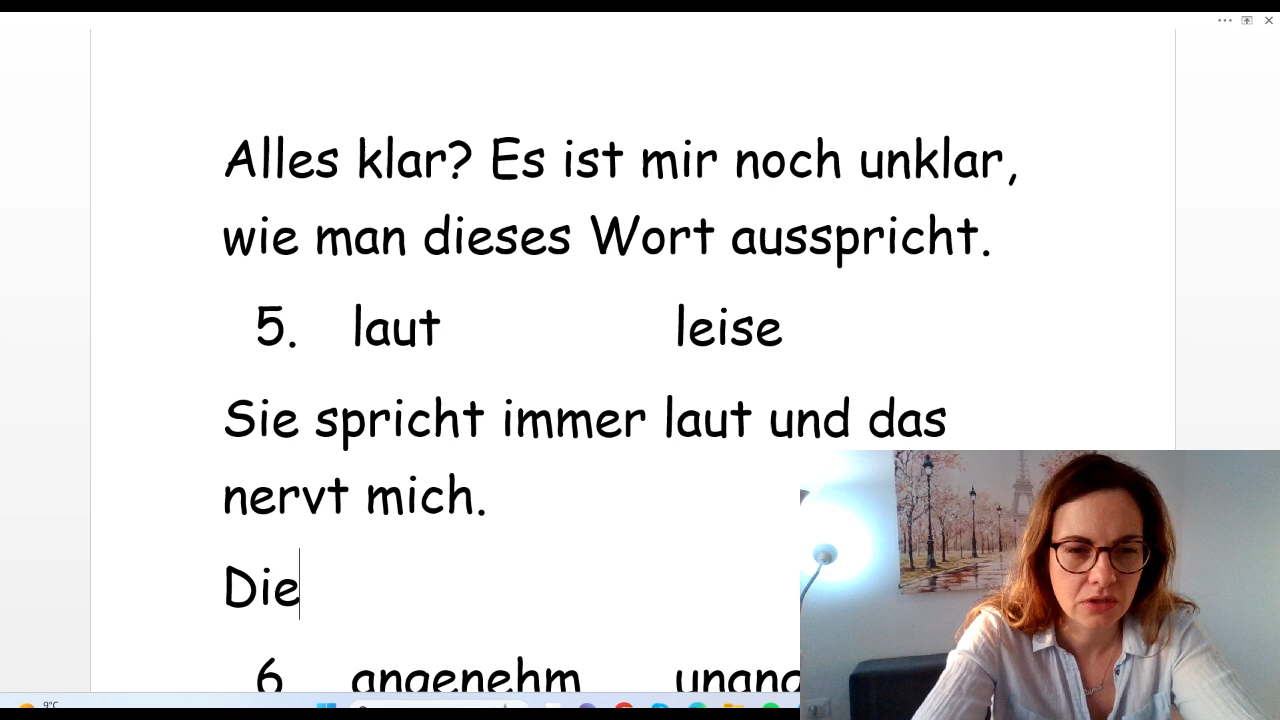 Alles klar? Es ist mir noch unklar,
wie man dieses Wort ausspricht.
5. laut leise
Sie spricht immer laut und das
nervt mich.
Die
6 angenehm
9°C